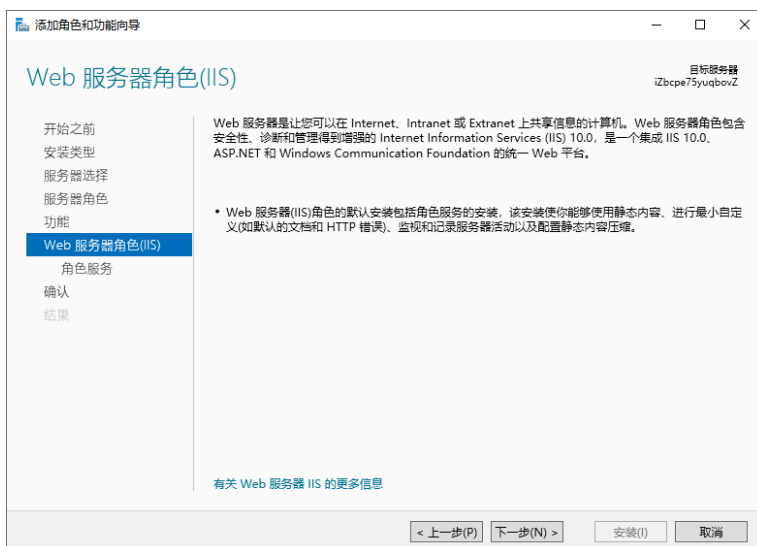 添加角色和功能向导
Web 服务器角色(IIS)
目标服务器
iZbcpe75yuqbovZ
开始之前
安装类型
服务器选择
服务器角色
功能
Web 服务器角色(IIS)
角色服务
确认
结果
Web 服务器是让您可以在 Internet、Intranet 或 Extranet 上共享信息的计算机。Web 服务器角色包含
安全性、诊断和管理得到增强的 Internet Information Services (IIS) 10.0，是一个集成 IIS 10.0、
ASP.NET 和 Windows Communication Foundation 的统一 Web 平台。
• Web 服务器(IIS)角色的默认安装包括角色服务的安装，该安装使你能够使用静态内容、进行最小自定
义(如默认的文档和 HTTP 错误)、监视和记录服务器活动以及配置静态内容压缩。
有关 Web 服务器 IIS 的更多信息
< 上一步(P) 下一步(N) > 安装(I) 取消